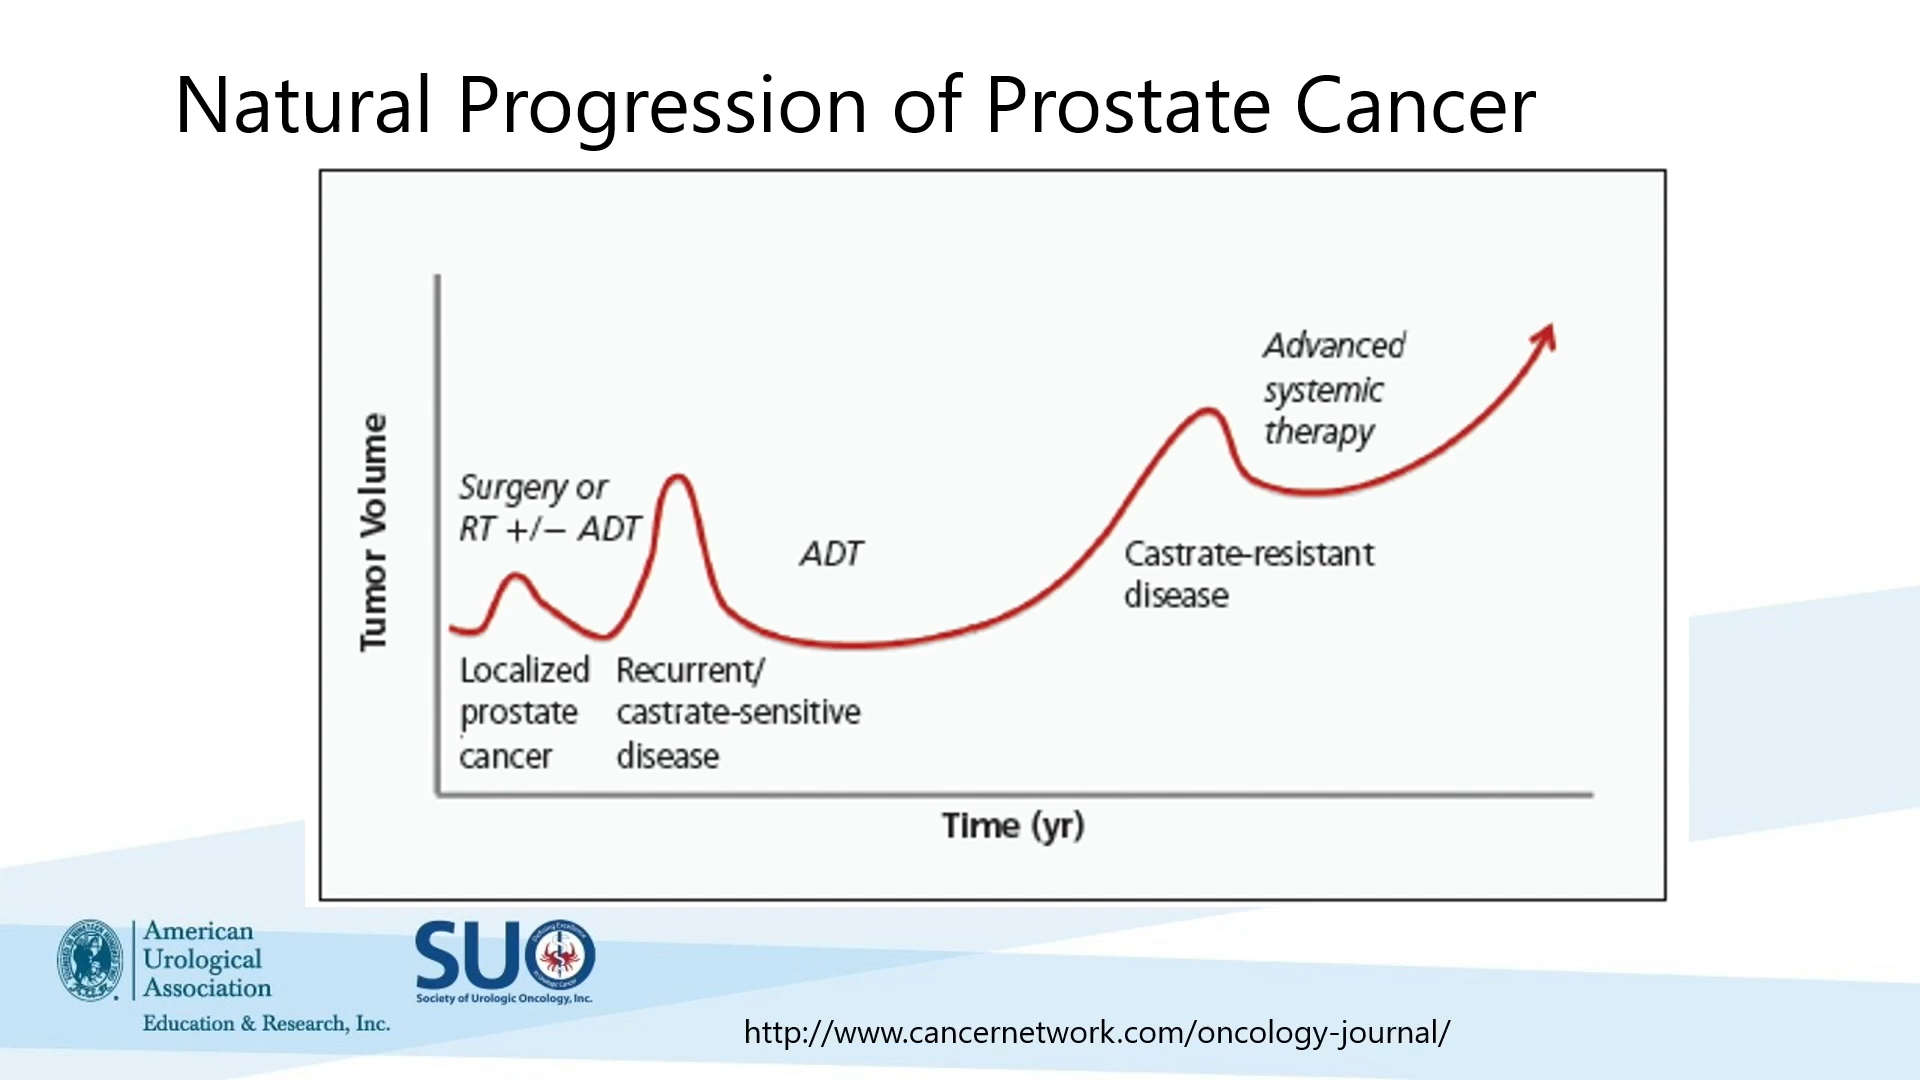 Natural Progression of Prostate Cancer
Tumor Volume
Surgery or
RT +/− ADT
ADT
Advanced
systemic
therapy
Castrate-resistant
disease
Localized
prostate
cancer
Recurrent/
castrate-sensitive
disease
Time (yr)
American
Urological
Association
Education & Research, Inc.
SUO
Society of Urologic Oncology, Inc.
http://www.cancernetwork.com/oncology-journal/